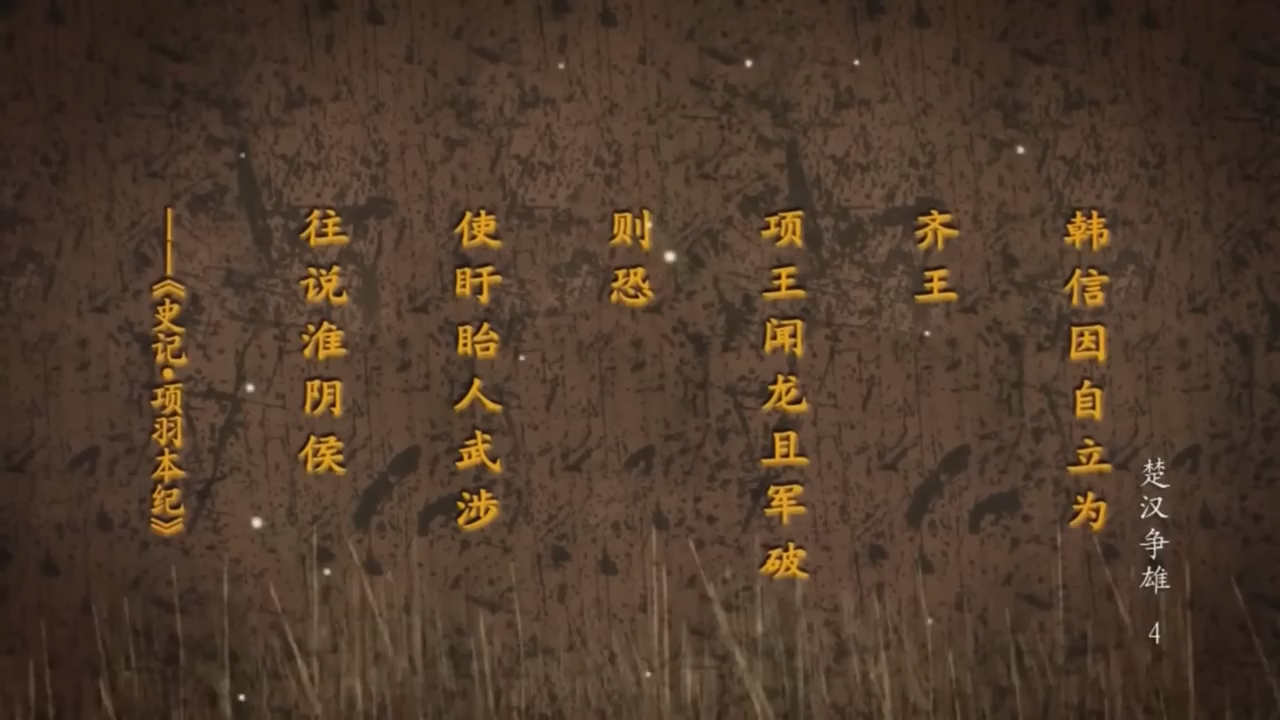 韩信因自立为
齐王
项王闻龙且军破
则恐
使盱眙人武涉
往说淮阴侯
——《史记·项羽本纪》
楚汉争雄 4